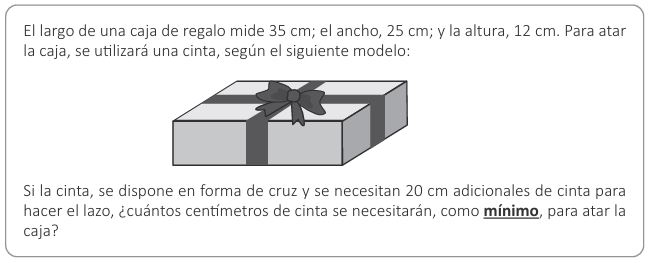 El largo de una caja de regalo mide 35 cm; el ancho, 25 cm; y la altura, 12 cm. Para atar
la caja, se utilizará una cinta, según el siguiente modelo:
Si la cinta, se dispone en forma de cruz y se necesitan 20 cm adicionales de cinta para
hacer el lazo, ¿cuántos centímetros de cinta se necesitarán, como mínimo, para atar la
caja?